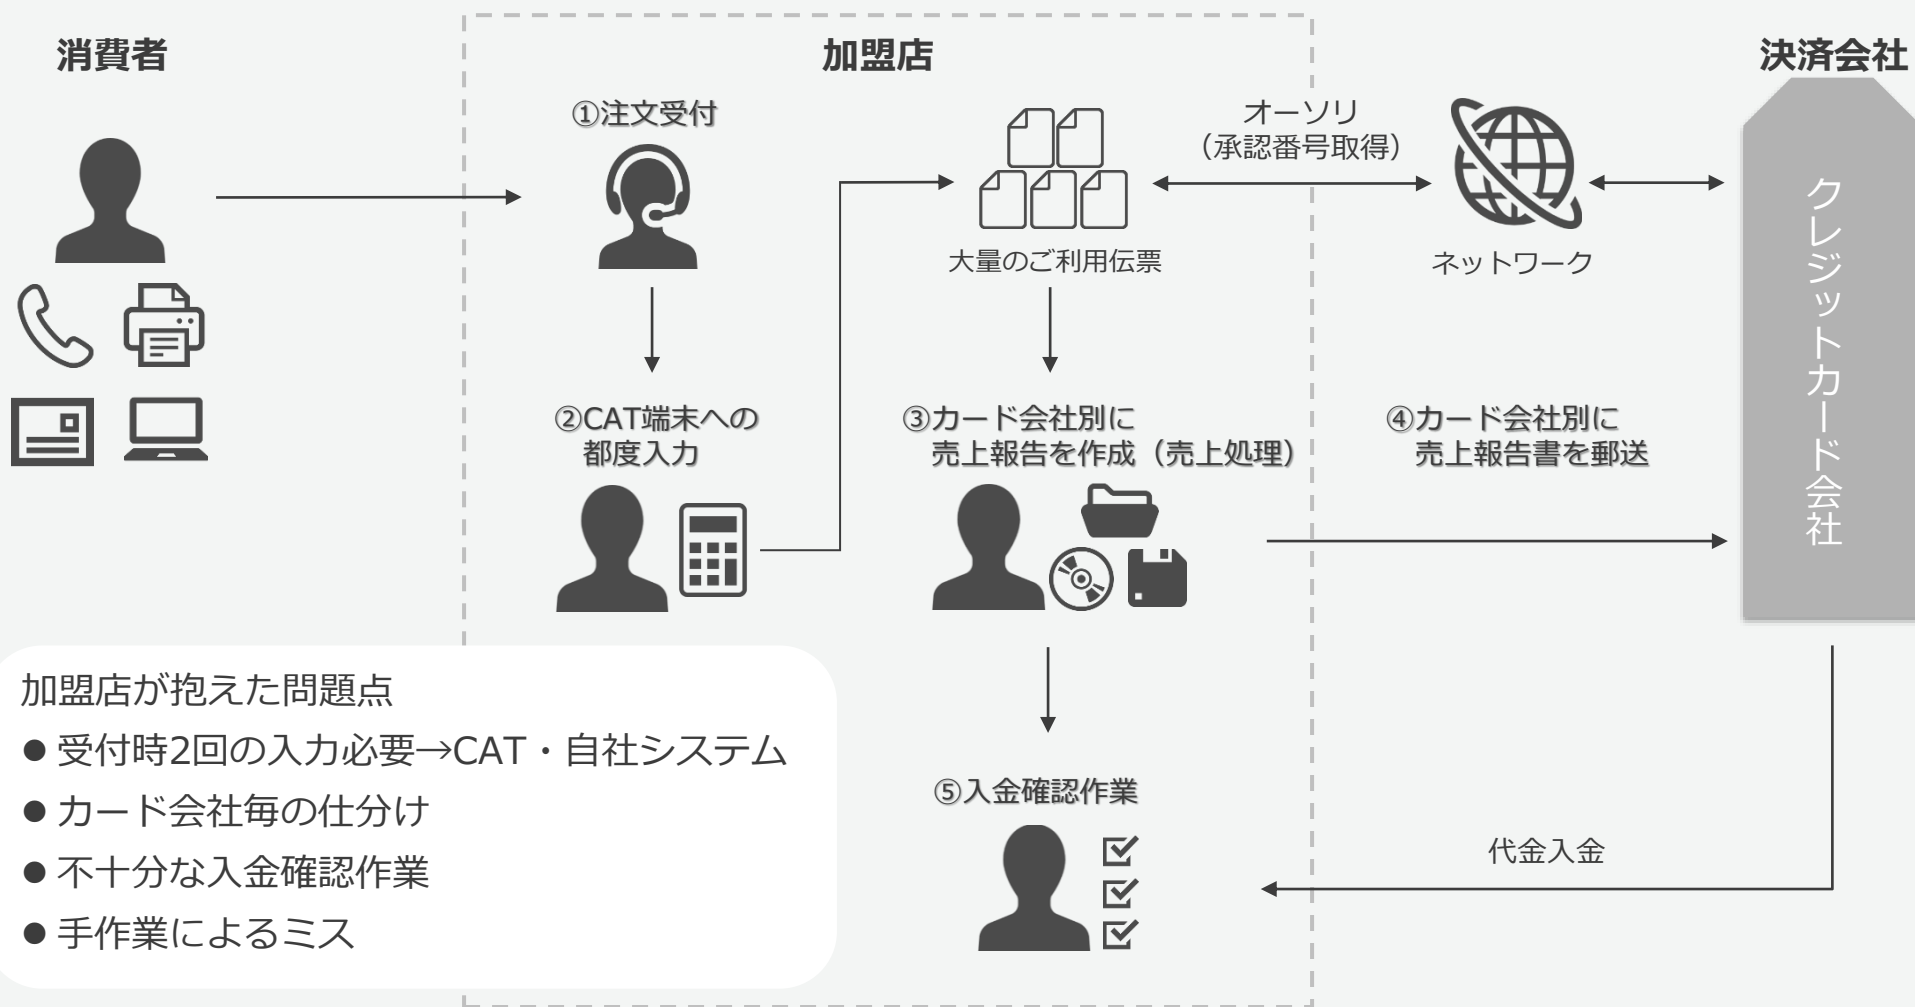 消費者
加盟店
決済会社
①注文受付
オーソリ
（承認番号取得）
大量のご利用伝票
ネットワーク
クレジットカード会社
②CAT端末への
都度入力
③カード会社別に
売上報告を作成（売上処理）
④カード会社別に
売上報告書を郵送
加盟店が抱えた問題点
●受付時2回の入力必要→CAT・自社システム
●カード会社毎の仕分け
●不十分な入金確認作業
●手作業によるミス
⑤入金確認作業
代金入金